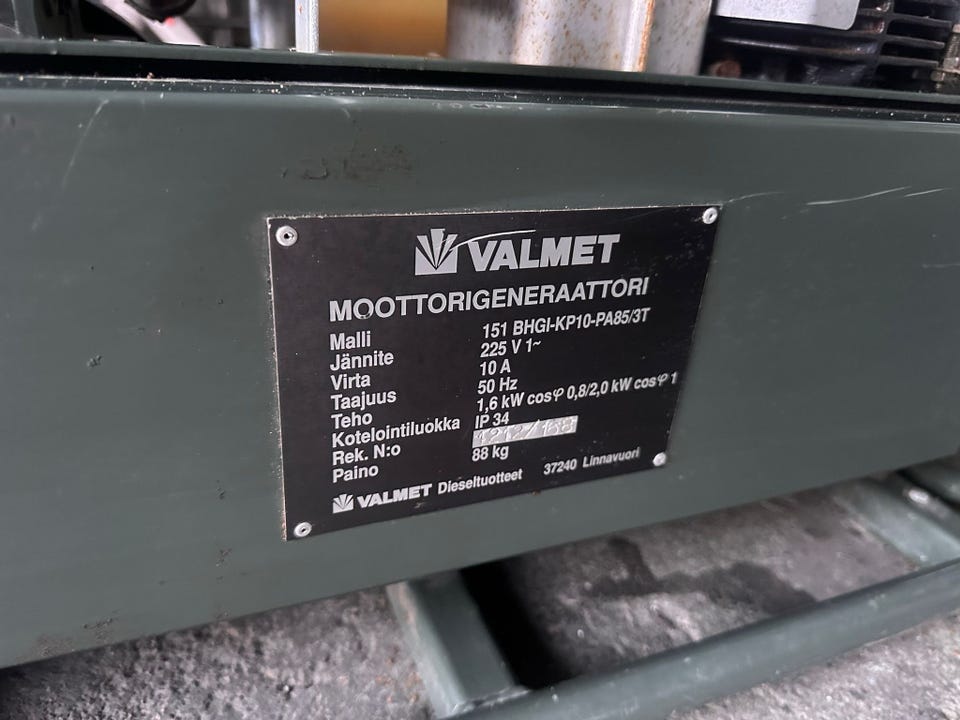 VALMET
MOOTTORIGENERAATTORI
Malli 151 BHGI-KP10-PA85/3T
Jännite 225 V 1~
Virta 10 A
Taajuus 50 Hz
Teho 1,6 kW cosφ 0,8/2,0 kW cosφ 1
Kotelointiluokka IP 34
Rek. N:o
Paino 88 kg
VALMET Dieseltuotteet 37240 Linnavuori